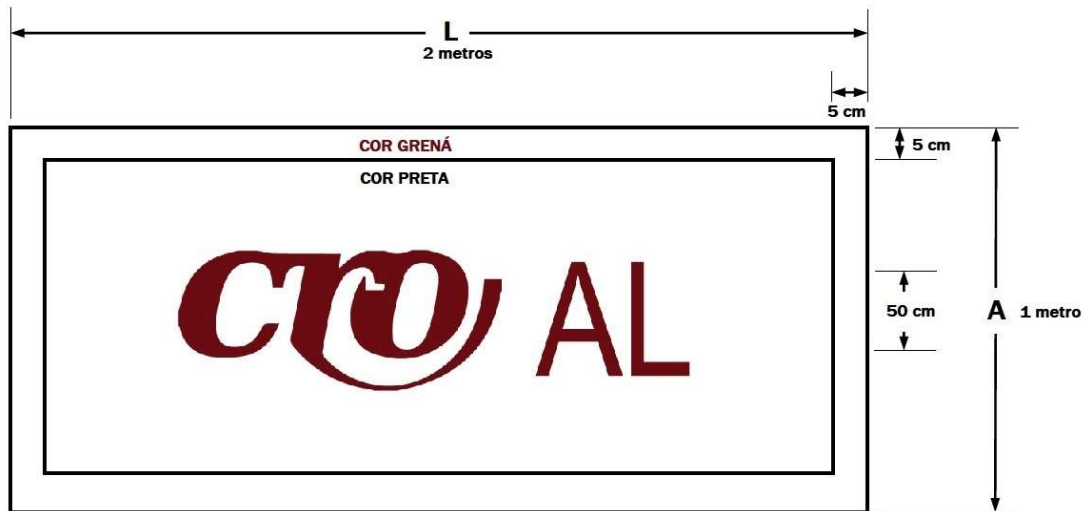 L
2 metros
5 cm
COR GRENÁ
5 cm
COR PRETA
cro AL
50 cm
A 1 metro